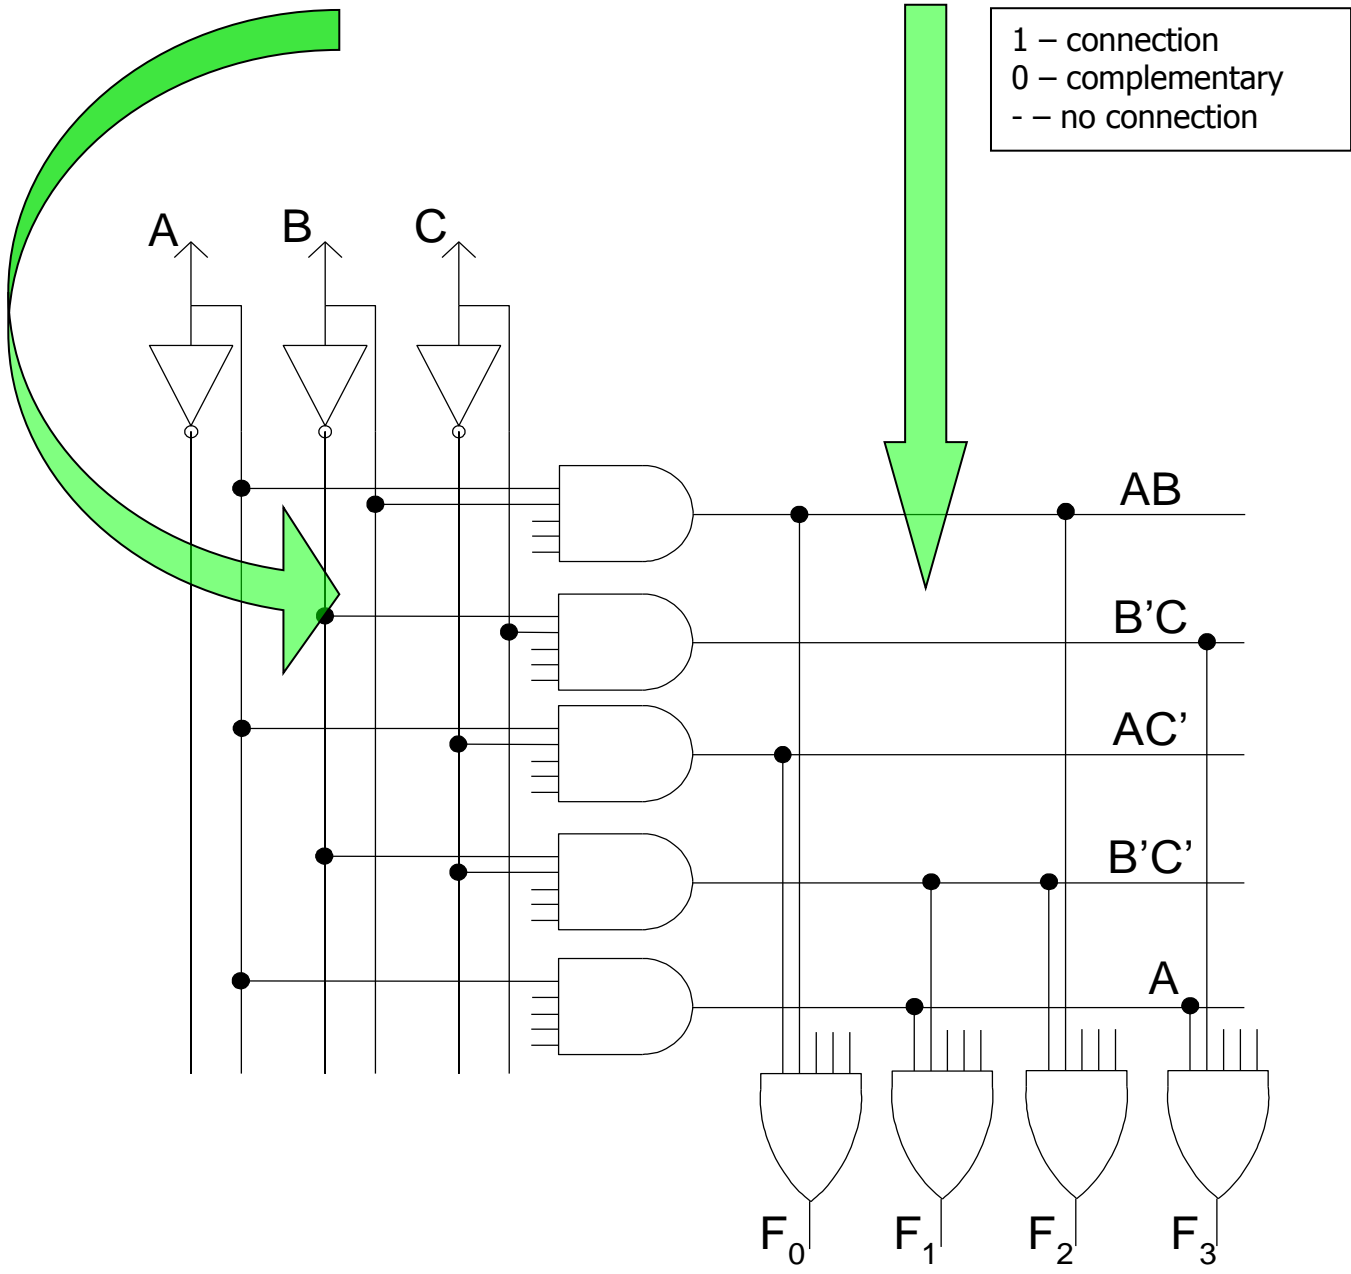 1 – connection
0 – complementary
- – no connection
A B C
AB
B’C
AC’
B’C’
A
F0 F1 F2 F3